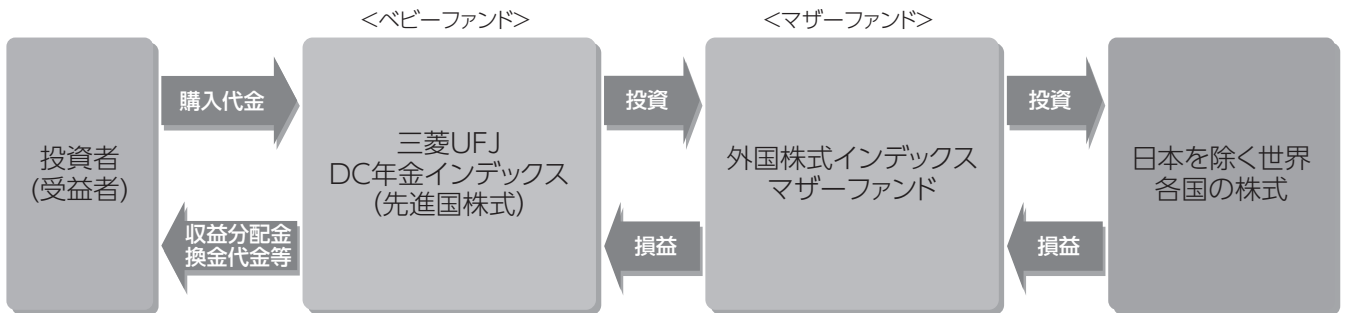 <ベビーファンド>
<マザーファンド>
投資者
(受益者)
購入代金
収益分配金
換金代金等
三菱UFJ
DC年金インデックス
(先進国株式)
投資
損益
外国株式インデックス
マザーファンド
投資
損益
日本を除く世界
各国の株式